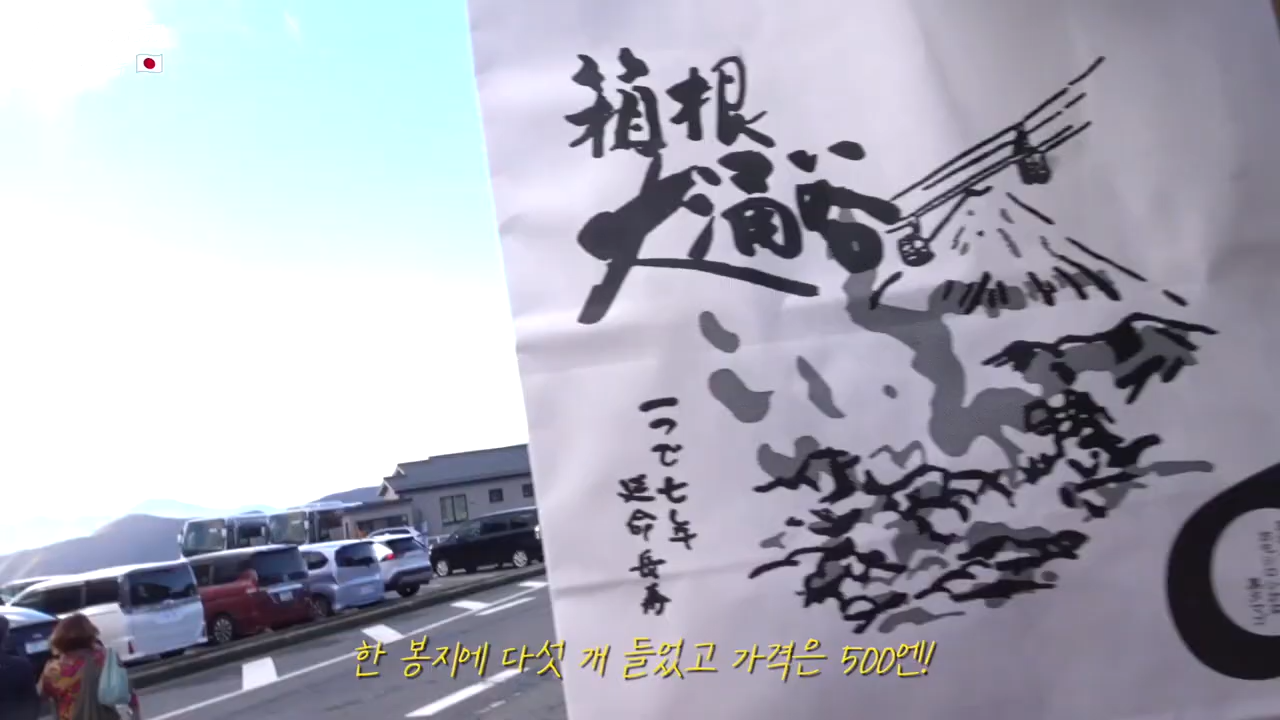 箱根
大涌谷
一つで七年
延命長寿
한 봉지에 다섯 개 들었고 가격은 500엔!